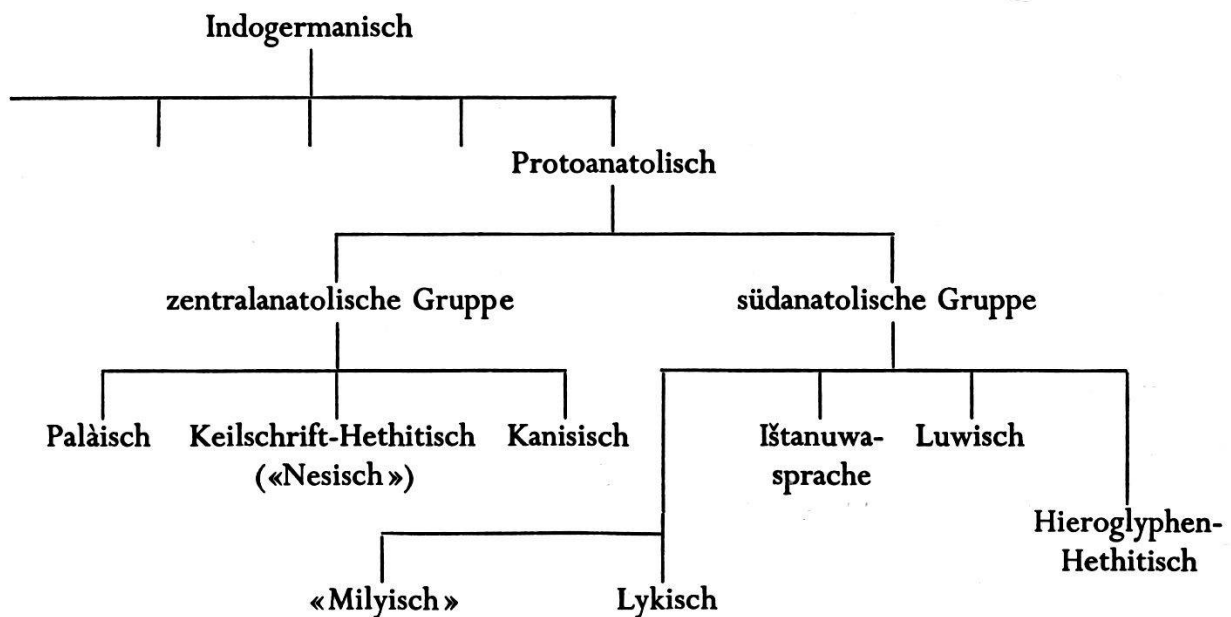 Indogermanisch
Protoanatolisch
zentralanatolische Gruppe
südanatolische Gruppe
Palàisch
Keilschrift-Hethitisch
(«Nesisch»)
Kanisisch
Ištanuwa-
sprache
Luwisch
Hieroglyphen-
Hethitisch
«Milyisch»
Lykisch